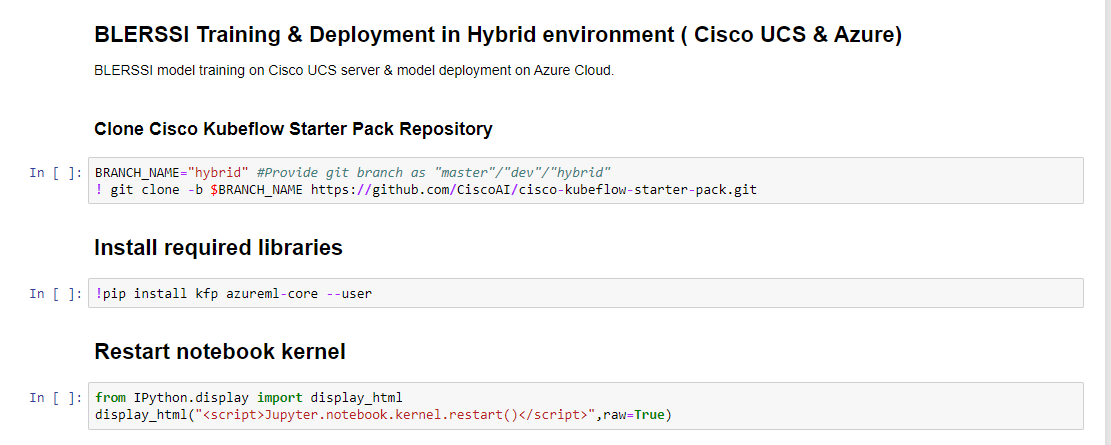 BLERSSI Training & Deployment in Hybrid environment ( Cisco UCS & Azure)
BLERSSI model training on Cisco UCS server & model deployment on Azure Cloud.
Clone Cisco Kubeflow Starter Pack Repository
In [ ]: BRANCH_NAME="hybrid" #Provide git branch as "master"/"dev"/"hybrid"
! git clone -b $BRANCH_NAME https://github.com/CiscoAI/cisco-kubeflow-starter-pack.git
Install required libraries
In [ ]: !pip install kfp azureml-core --user
Restart notebook kernel
In [ ]: from IPython.display import display_html
display_html("<script>Jupyter.notebook.kernel.restart()</script>",raw=True)